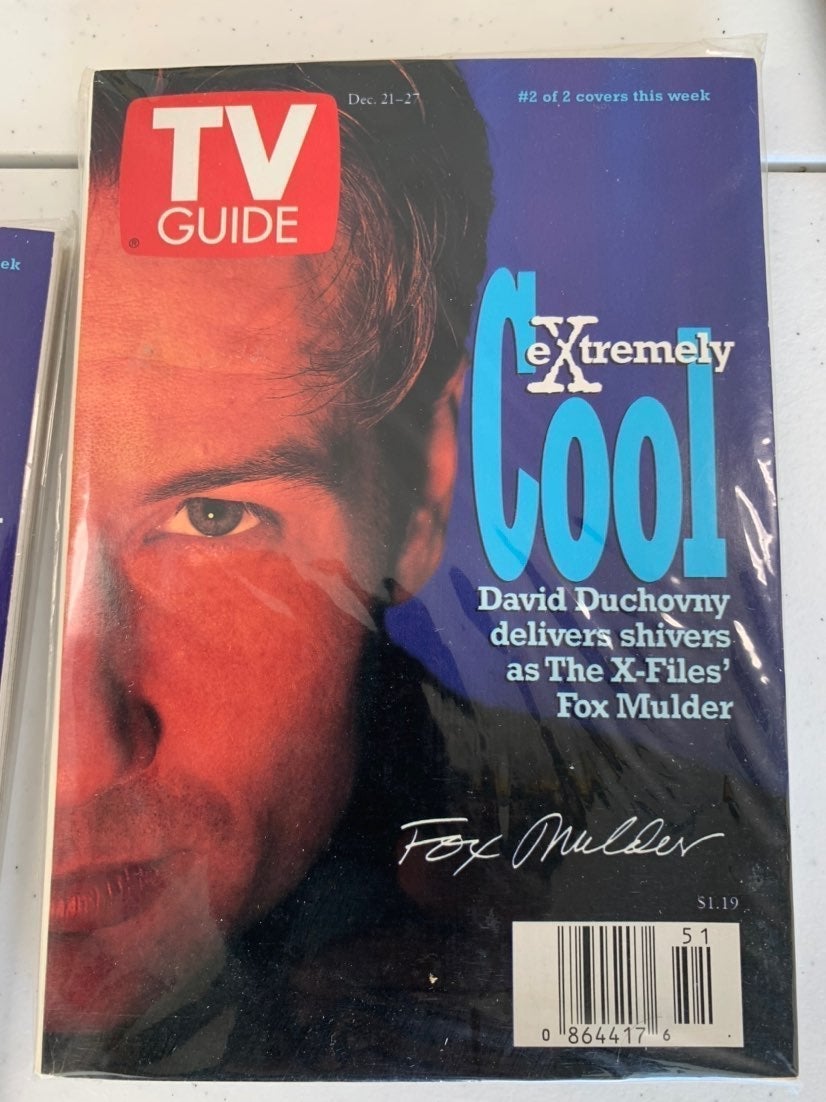 TV
GUIDE
®
Dec. 21-27
#2 of 2 covers this week
ek
eXtremely
Cool
David Duchovny
delivers shivers
as The X-Files'
Fox Mulder
Fox Mulder
$1.19
51
0 864417 6